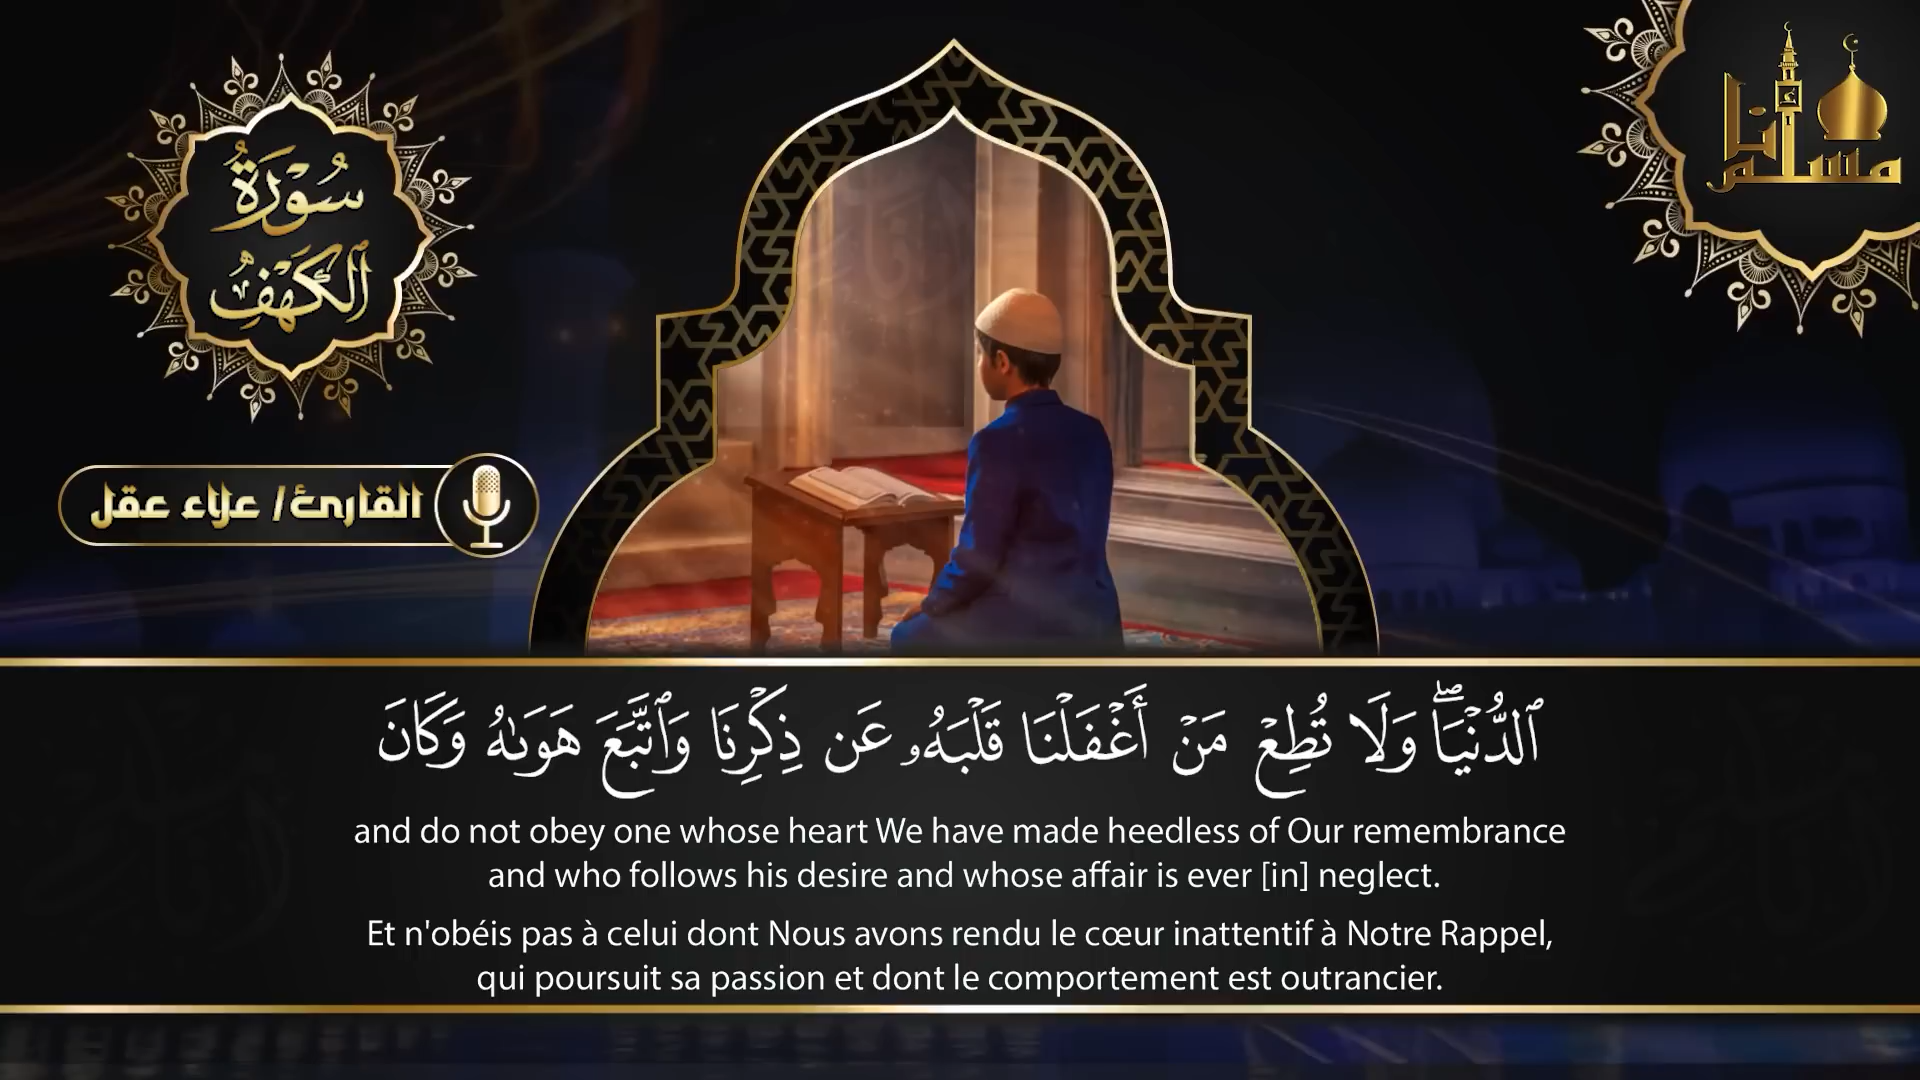 سُورَةُ
الكَهْفِ
أنا
مسلم
القارئ/ علاء عقل
ٱلدُّنْيَاۖ وَلَا تُطِعْ مَنْ أَغْفَلْنَا قَلْبَهُۥ عَن ذِكْرِنَا وَٱتَّبَعَ هَوَىٰهُ وَكَانَ
and do not obey one whose heart We have made heedless of Our remembrance
and who follows his desire and whose affair is ever [in] neglect.
Et n'obéis pas à celui dont Nous avons rendu le cœur inattentif à Notre Rappel,
qui poursuit sa passion et dont le comportement est outrancier.